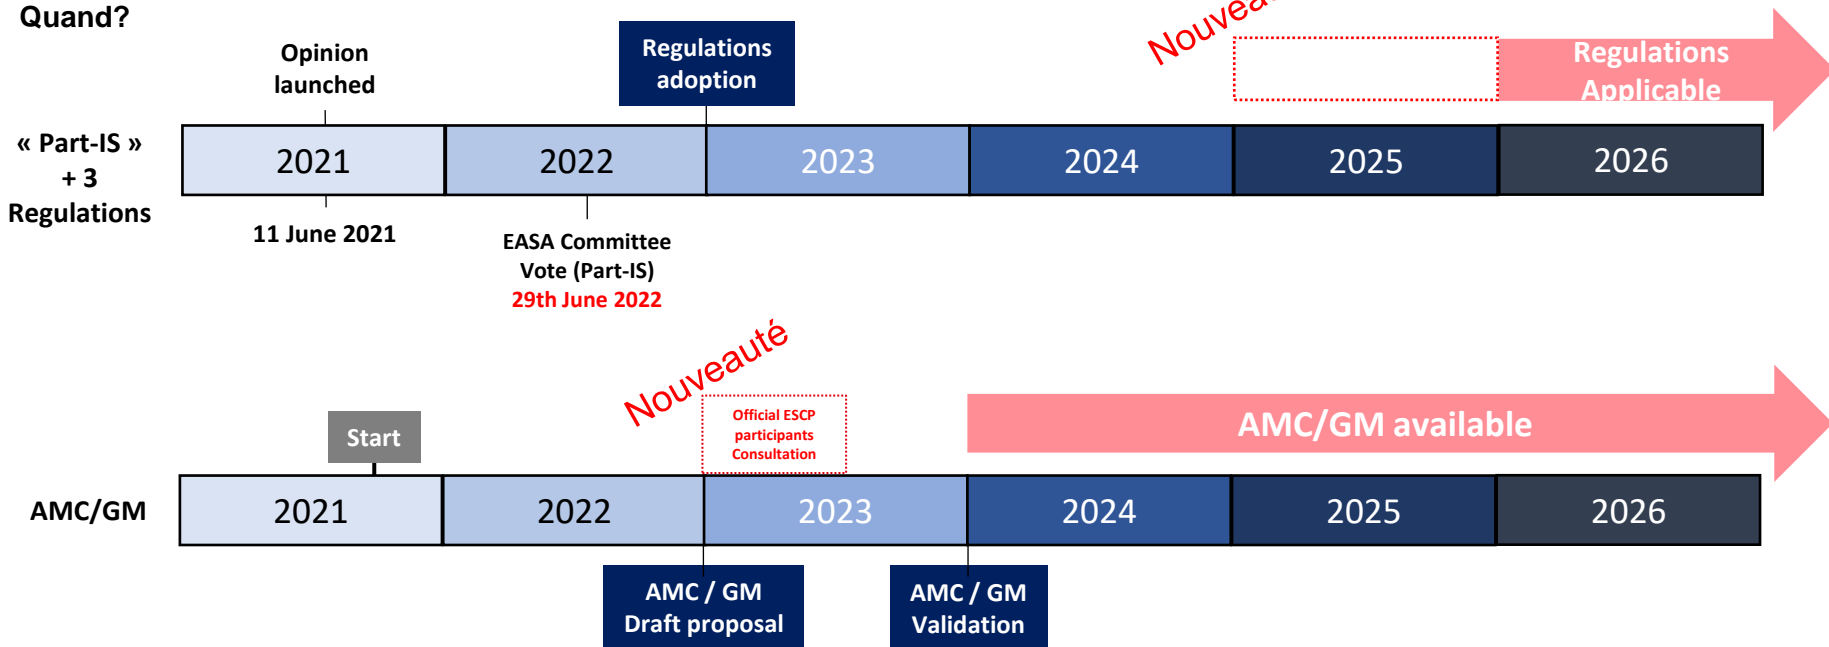 Quand?
Nouveau
Opinion
launched
Regulations
adoption
Regulations
Applicable
« Part-IS »
+ 3
Regulations
2021
2022
2023
2024
2025
2026
11 June 2021
EASA Committee
Vote (Part-IS)
29th June 2022
Nouveauté
Official ESCP
participants
Consultation
AMC/GM available
Start
AMC/GM
2021
2022
2023
2024
2025
2026
AMC / GM
Draft proposal
AMC / GM
Validation